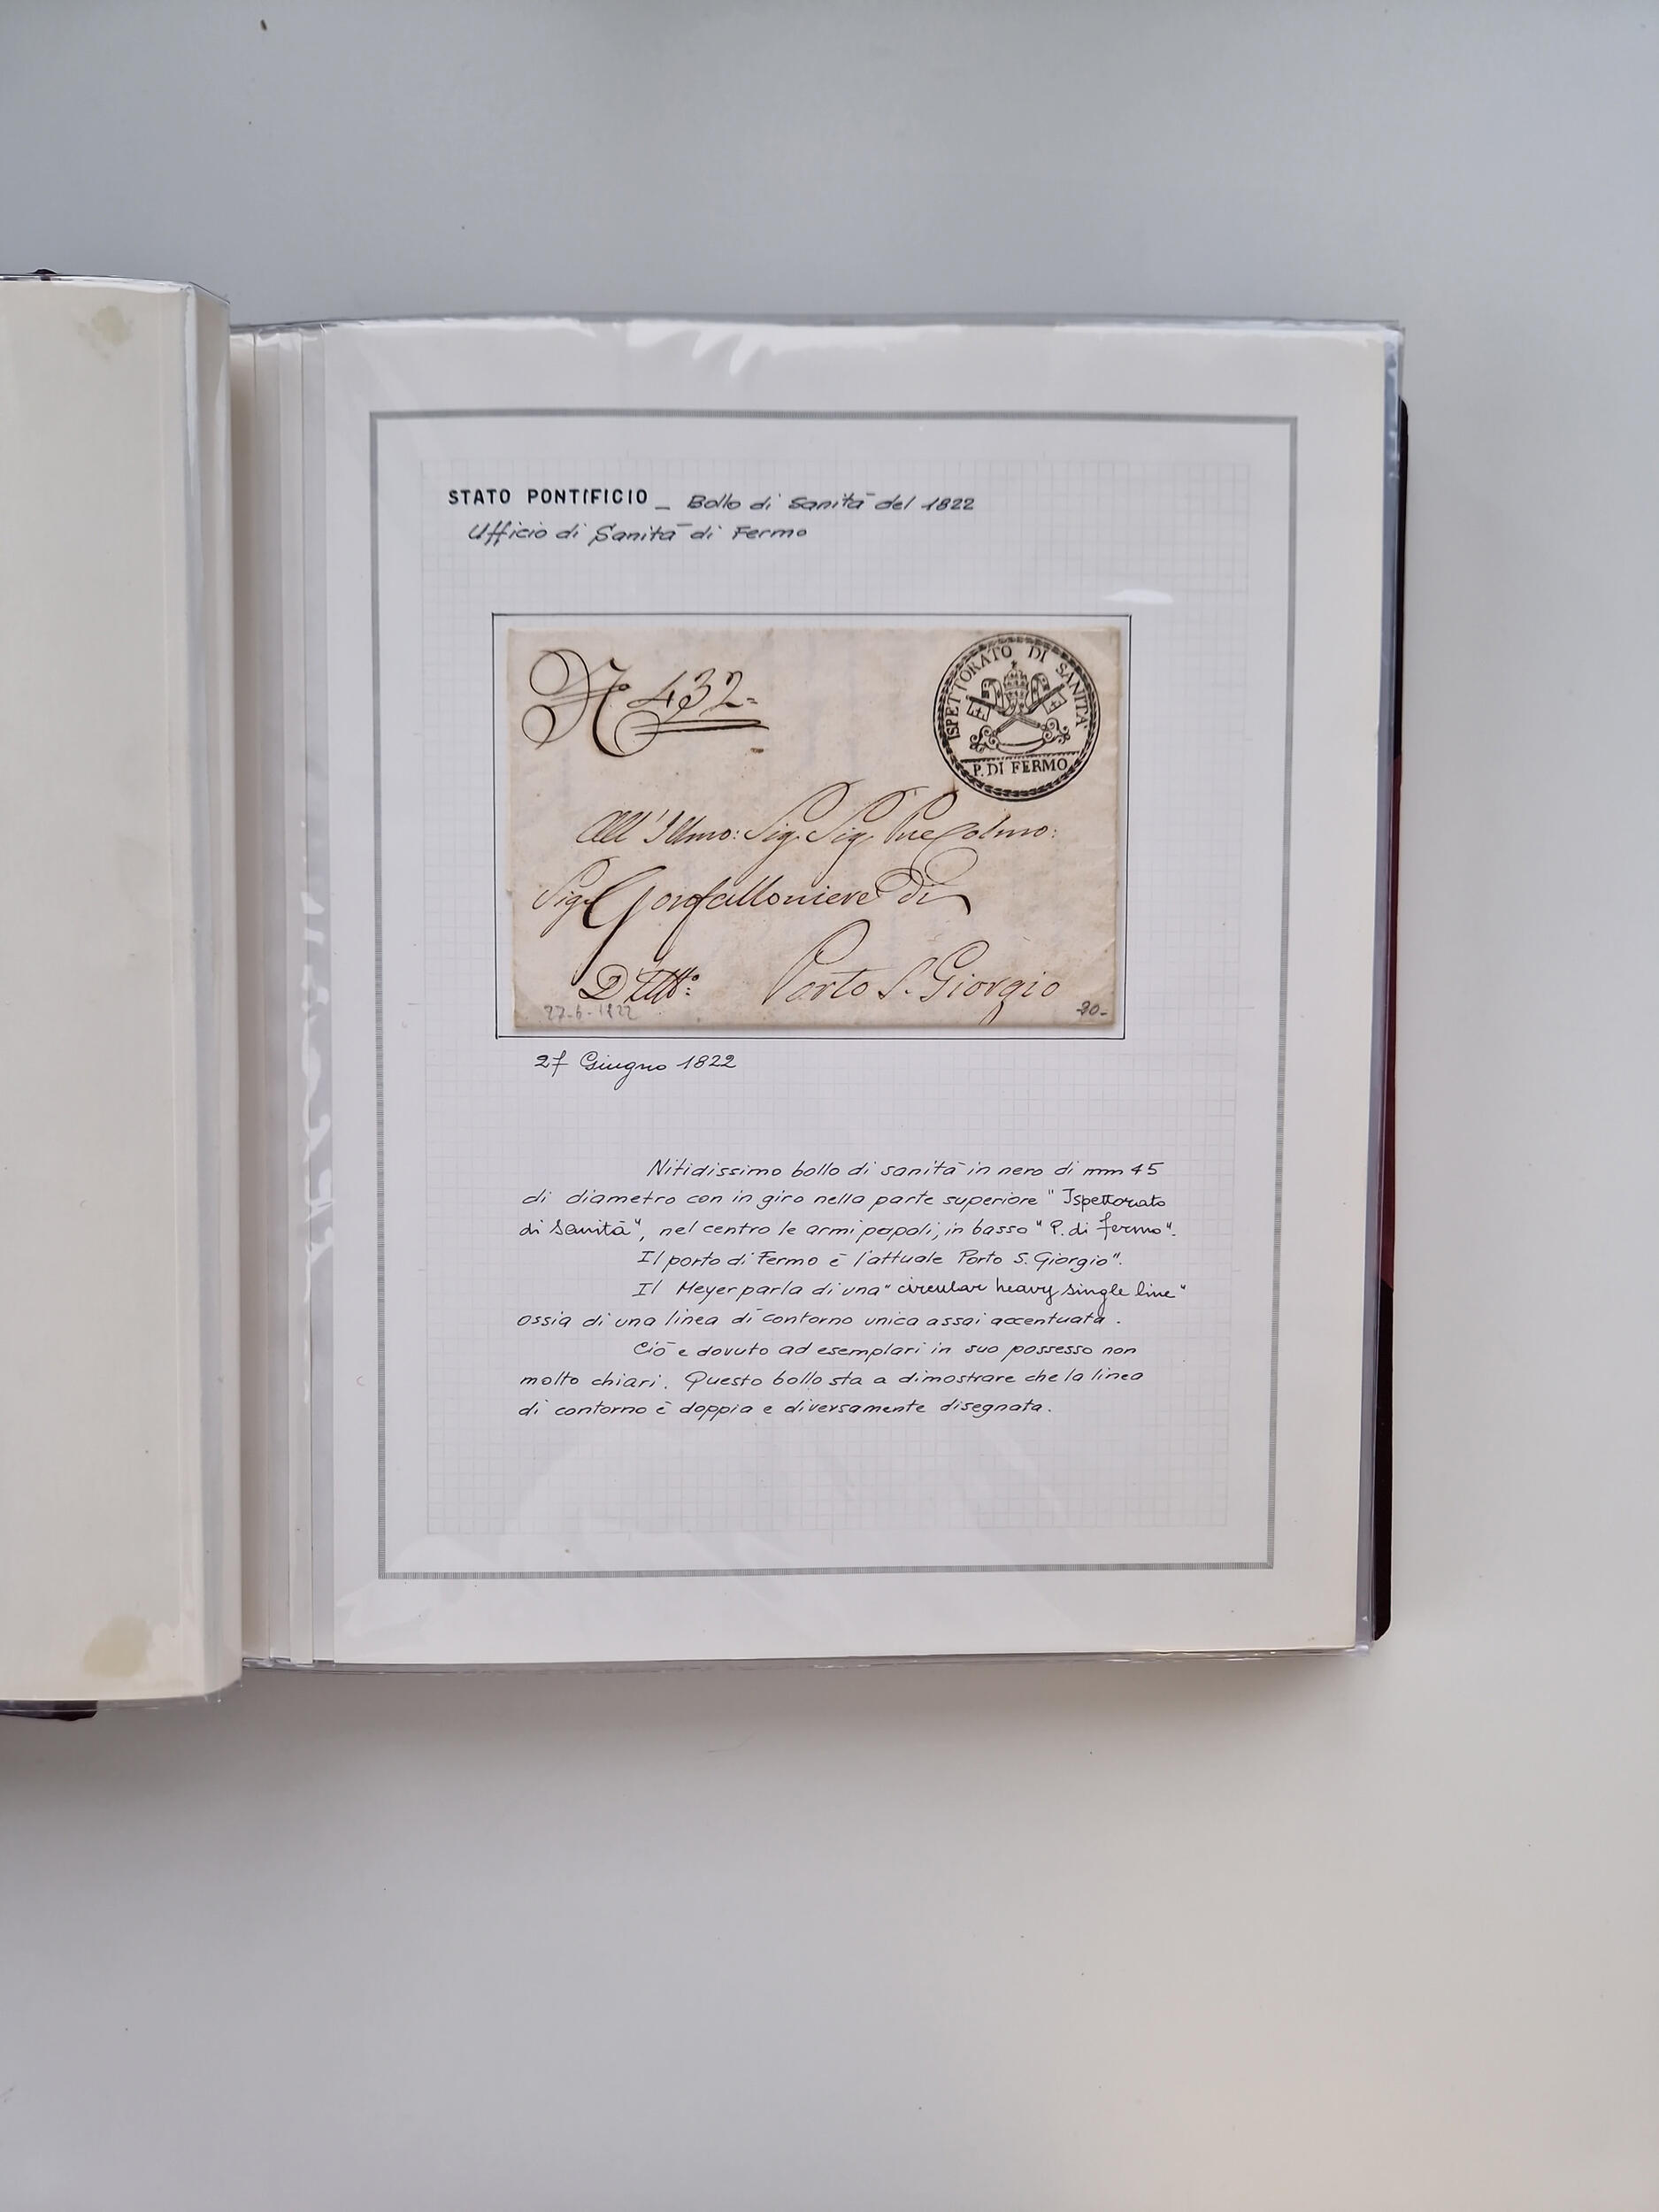 STATO PONTIFICIO _ Bollo di Sanità del 1822
Ufficio di Sanità di Fermo
N° 432=
ISPETTORATO DI SANITA'
P. DI FERMO
All' Illmo: Sig. Sig. Pne Colmo:
Sig. Gonfalloniere di
Porto S. Giorgio
27-6-1822
30-
27 Giugno 1822
Nitidissimo bollo di sanità in nero di mm 45
di diametro con in giro nella parte superiore "Ispettorato
di Sanità", nel centro le armi papali, in basso "P. di fermo".
Il porto di Fermo è l'attuale Porto S. Giorgio".
Il Meyer parla di una "circular heavy single line"
ossia di una linea di contorno unica assai accentuata.
Ciò e dovuto ad esemplari in suo possesso non
molto chiari. Questo bollo sta a dimostrare che la linea
di contorno è doppia e diversamente disegnata.